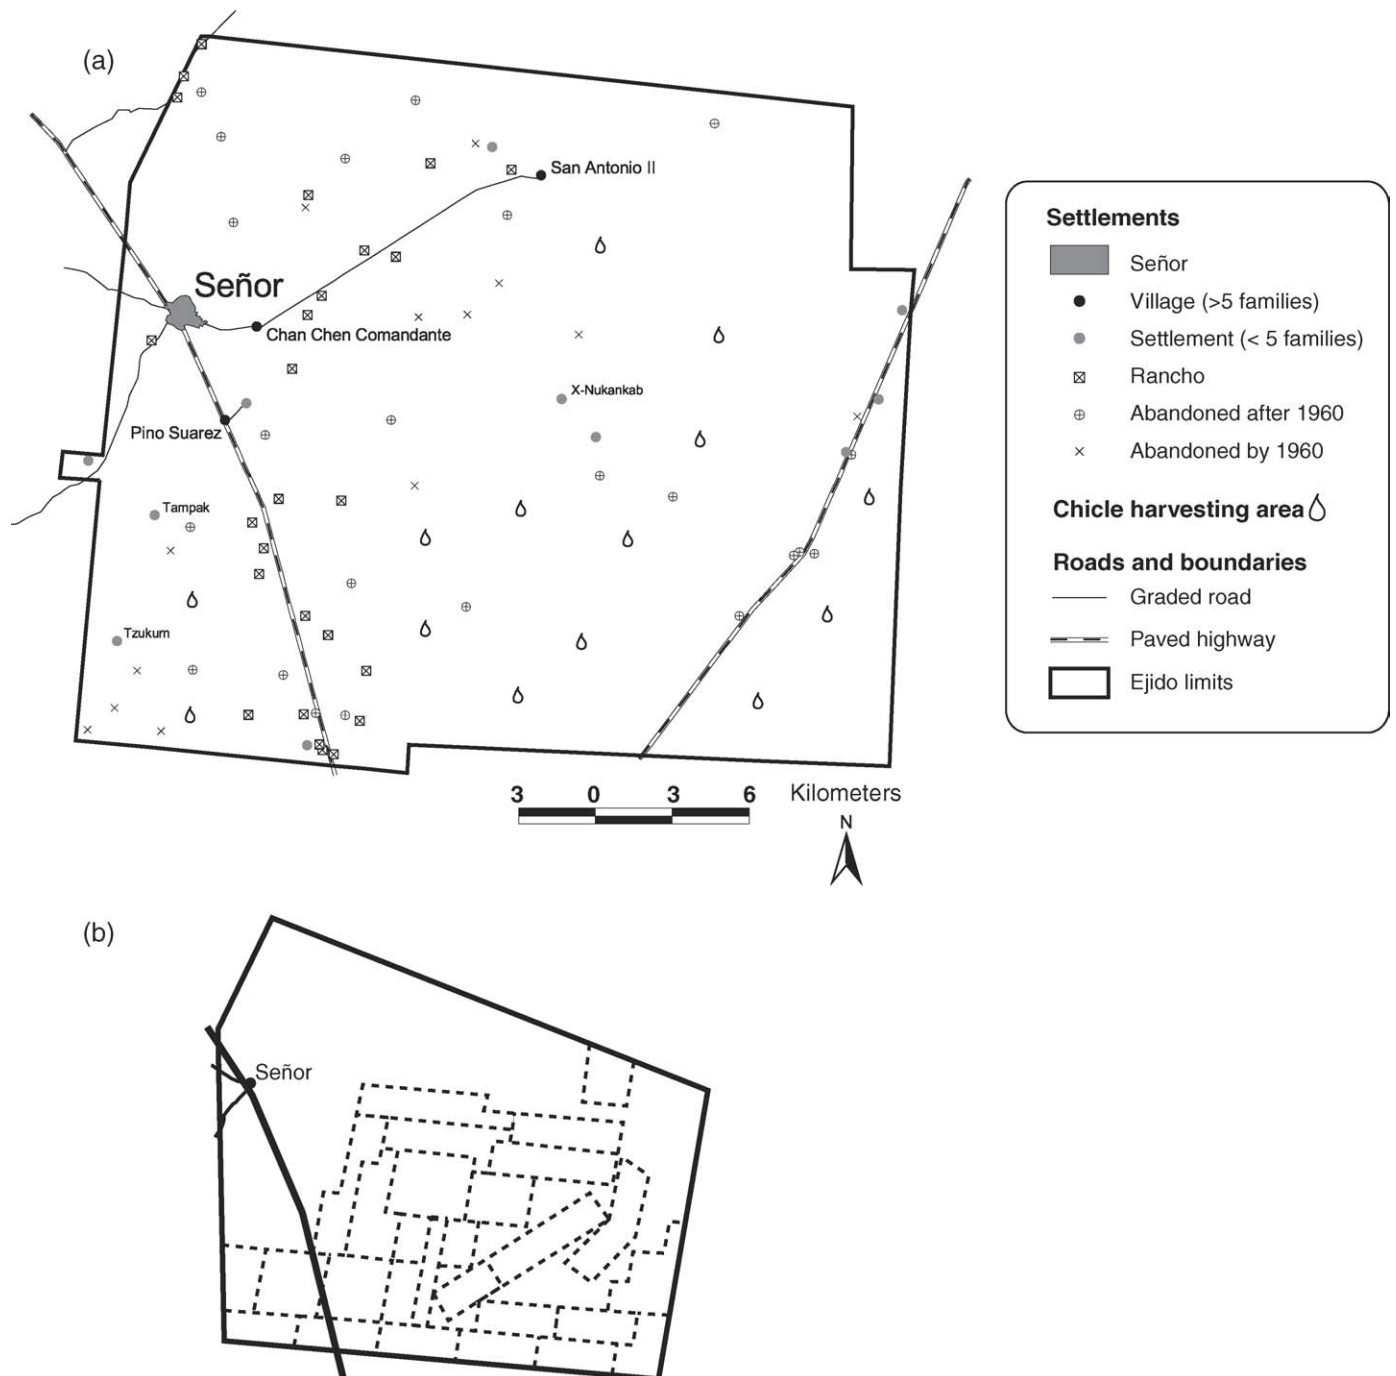 (a)
San Antonio II
Señor
Chan Chen Comandante
X-Nukankab
Pino Suarez
Tampak
Tzukum
3 0 3 6 Kilometers
N
Settlements
Señor
Village (>5 families)
Settlement (< 5 families)
Rancho
Abandoned after 1960
Abandoned by 1960
Chicle harvesting area
Roads and boundaries
Graded road
Paved highway
Ejido limits
(b)
Señor